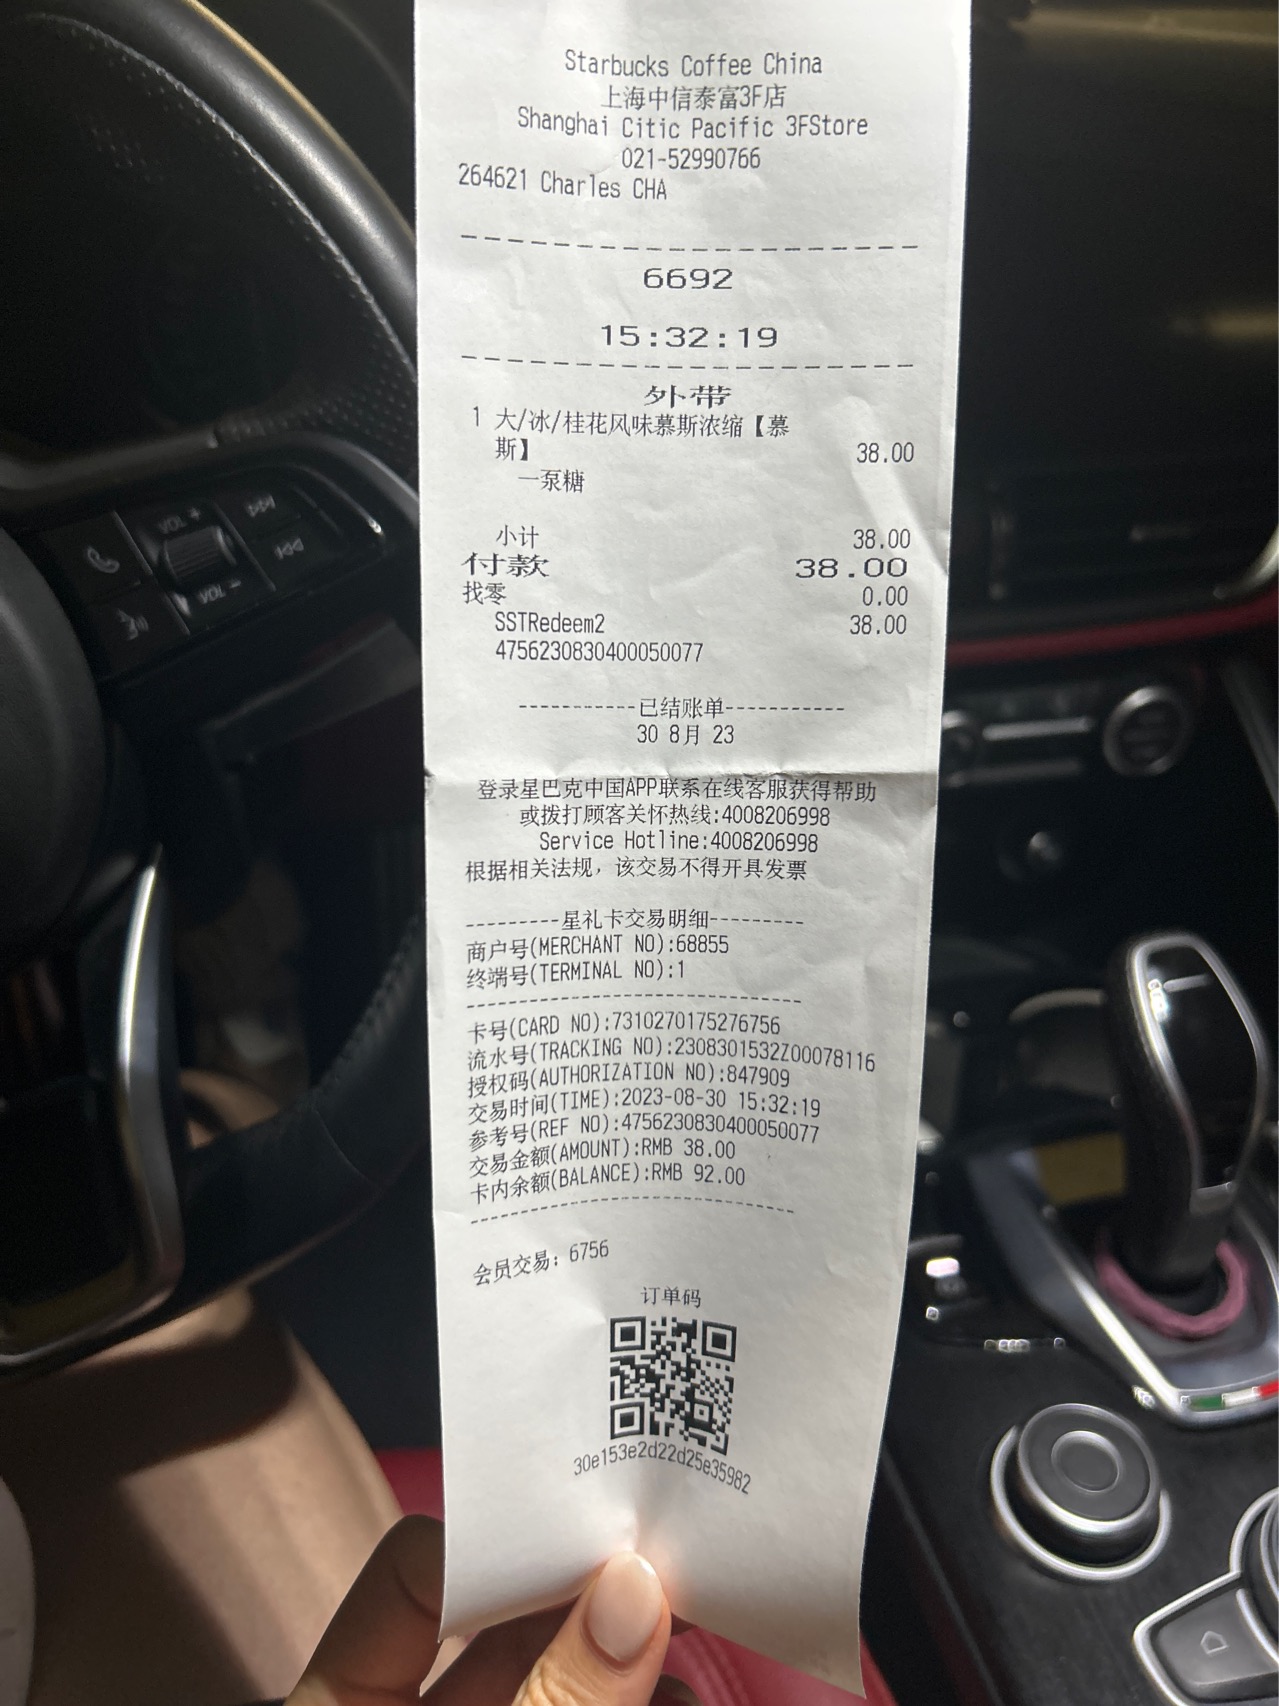 Starbucks Coffee China
上海中信泰富3F店
Shanghai Citic Pacific 3FStore
021-52990766
264621 Charles CHA
6692
15:32:19
外带
1 大/冰/桂花风味慕斯浓缩【慕
斯】 38.00
一泵糖
小计 38.00
付款 38.00
找零 0.00
SSTRedeem2 38.00
4756230830400050077
-----------已结账单-----------
30 8月 23
登录星巴克中国APP联系在线客服获得帮助
或拨打顾客关怀热线:4008206998
Service Hotline:4008206998
根据相关法规，该交易不得开具发票
---------星礼卡交易明细---------
商户号(MERCHANT NO):68855
终端号(TERMINAL NO):1
卡号(CARD NO):7310270175276756
流水号(TRACKING NO):2308301532Z00078116
授权码(AUTHORIZATION NO):847909
交易时间(TIME):2023-08-30 15:32:19
参考号(REF NO):4756230830400050077
交易金额(AMOUNT):RMB 38.00
卡内余额(BALANCE):RMB 92.00
会员交易: 6756
订单码
30e153e2d22d25e35982
VOL +
VOL -